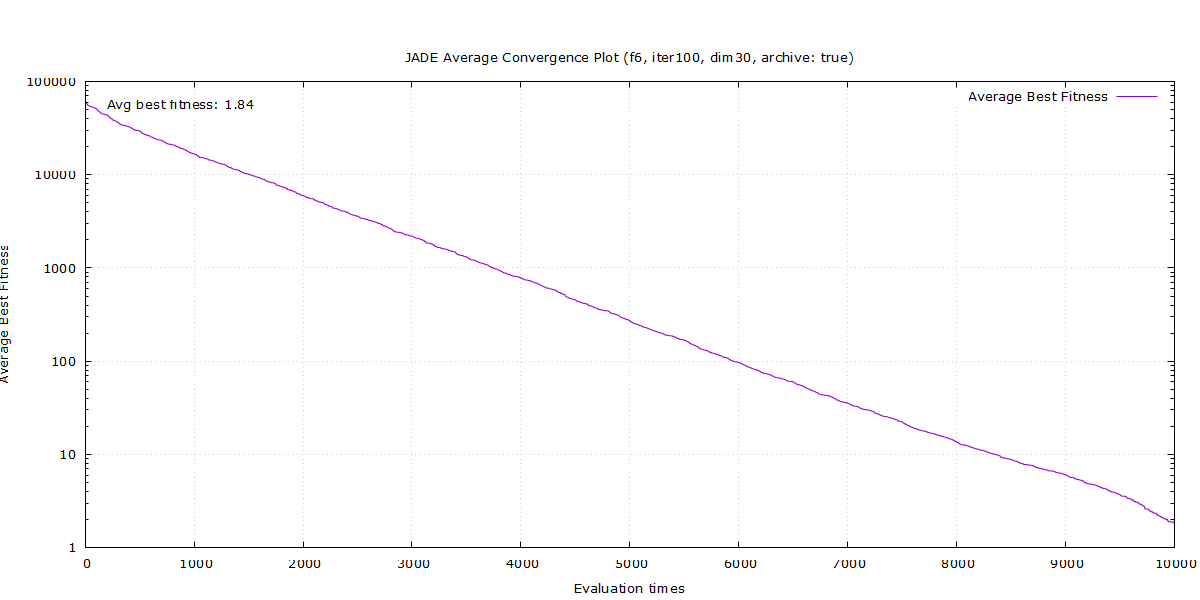 JADE Average Convergence Plot (f6, iter100, dim30, archive: true)
100000
10000
1000
100
10
1
Average Best Fitness
Avg best fitness: 1.84
Average Best Fitness
0 1000 2000 3000 4000 5000 6000 7000 8000 9000 10000
Evaluation times